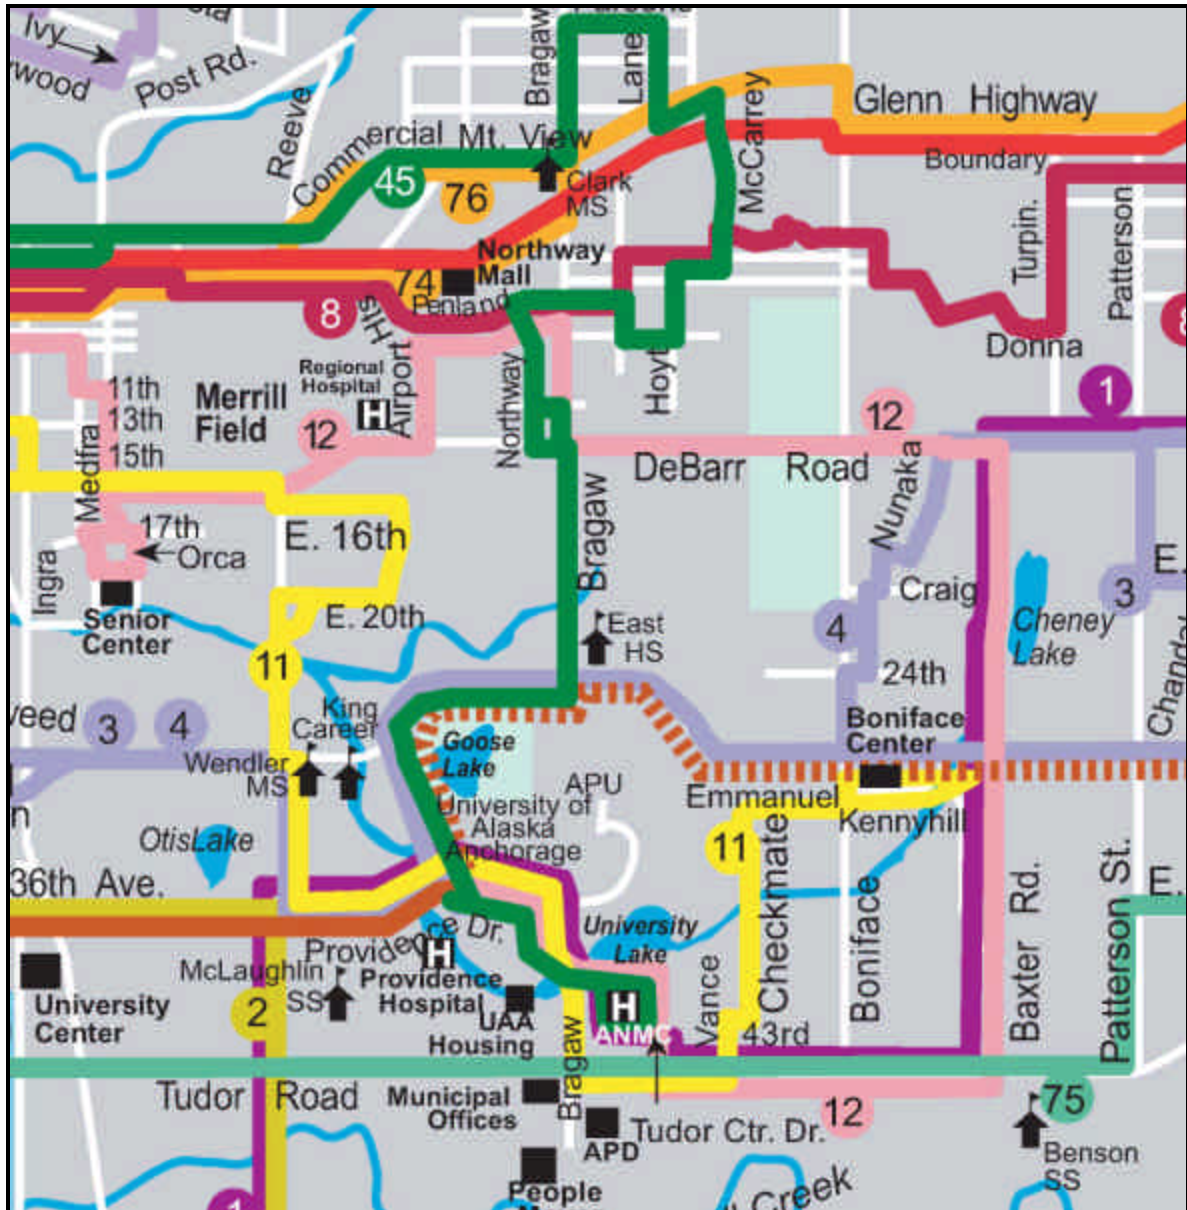 Ivy
Post Rd.
Reeve
Bragaw
Lane
McCarrey
Glenn Highway
Commercial Mt. View
Boundary
45
76
Clark
MS
Turpin.
Patterson
Northway
Mall
74
Penland
8
Hts
Airport
Donna
Regional
Hospital
H
1
11th
Merrill
Field
13th
12
Northway
Hoyt
12
15th
Medfra
DeBarr Road
Nunaka
17th
E. 16th
Bragaw
Orca
Ingra
Craig
3
E.
Senior
Center
E. 20th
East
HS
4
Cheney
Lake
11
24th
3
4
King
Career
Boniface
Center
Wendler
MS
Goose
Lake
APU
Emmanuel
Kennyhill
University of
Alaska
Anchorage
OtisLake
11
Checkmate
36th Ave.
Patterson St.
E.
Boniface
Baxter Rd.
Providence Dr.
University
Lake
H
McLaughlin
SS
Providence
Hospital
University
Center
2
H
ANMC
UAA
Housing
Vance
43rd
Bragaw
Tudor Road
Municipal
Offices
12
75
APD
Tudor Ctr. Dr.
Benson
SS
People
Creek
1